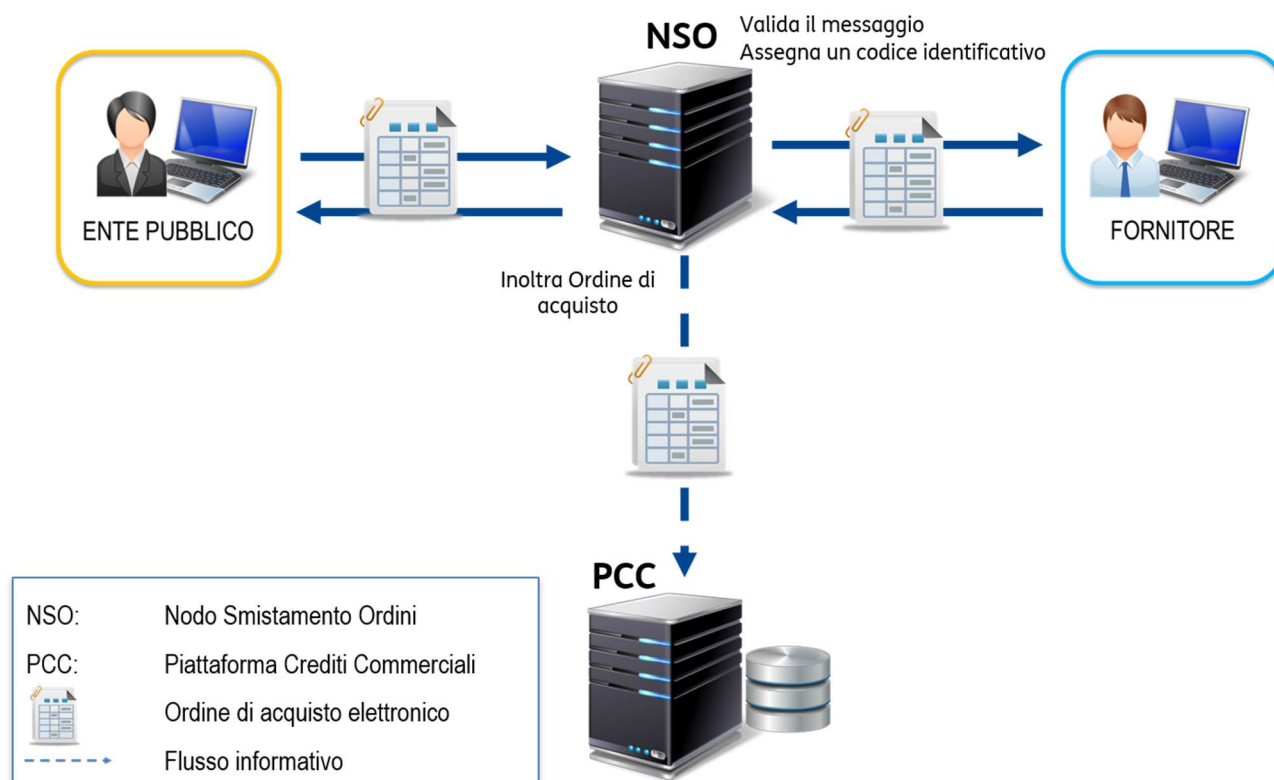 NSO
Valida il messaggio
Assegna un codice identificativo
ENTE PUBBLICO
FORNITORE
Inoltra Ordine di
acquisto
PCC
NSO: Nodo Smistamento Ordini
PCC: Piattaforma Crediti Commerciali
Ordine di acquisto elettronico
Flusso informativo